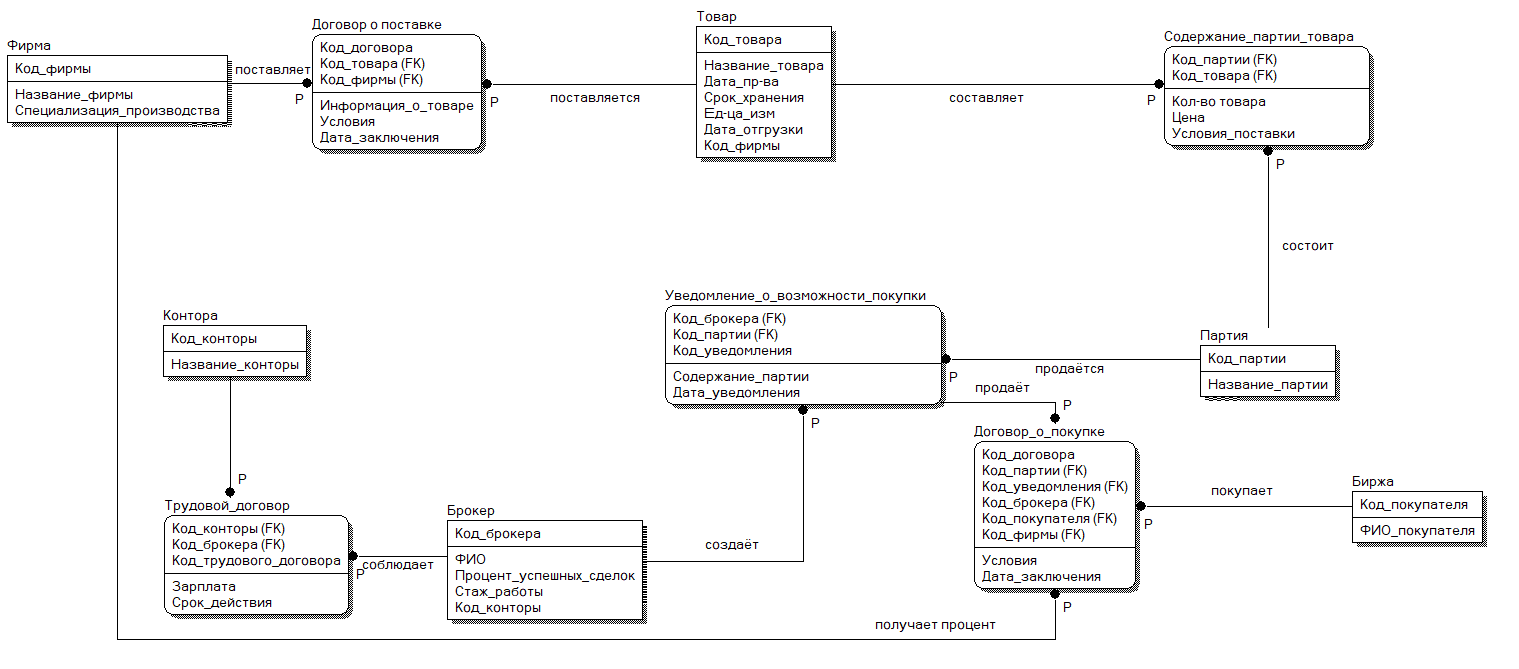 Фирма
Код_фирмы
Название_фирмы
Специализация_производства
поставляет
P
Договор о поставке
Код_договора
Код_товара (FK)
Код_фирмы (FK)
Информация_о_товаре
Условия
Дата_заключения
P
поставляется
Товар
Код_товара
Название_товара
Дата_пр-ва
Срок_хранения
Ед-ца_изм
Дата_отгрузки
Код_фирмы
составляет
P
Содержание_партии_товара
Код_партии (FK)
Код_товара (FK)
Кол-во товара
Цена
Условия_поставки
P
состоит
Контора
Код_конторы
Название_конторы
P
Уведомление_о_возможности_покупки
Код_брокера (FK)
Код_партии (FK)
Код_уведомления
Содержание_партии
Дата_уведомления
P
продаётся
P
продаёт
P
Партия
Код_партии
Название_партии
Трудовой_договор
Код_конторы (FK)
Код_брокера (FK)
Код_трудового_договора
Зарплата
Срок_действия
P
соблюдает
Брокер
Код_брокера
ФИО
Процент_успешных_сделок
Стаж_работы
Код_конторы
создаёт
Договор_о_покупке
Код_договора
Код_партии (FK)
Код_уведомления (FK)
Код_брокера (FK)
Код_покупателя (FK)
Код_фирмы (FK)
Условия
Дата_заключения
P
покупает
P
Биржа
Код_покупателя
ФИО_покупателя
получает процент